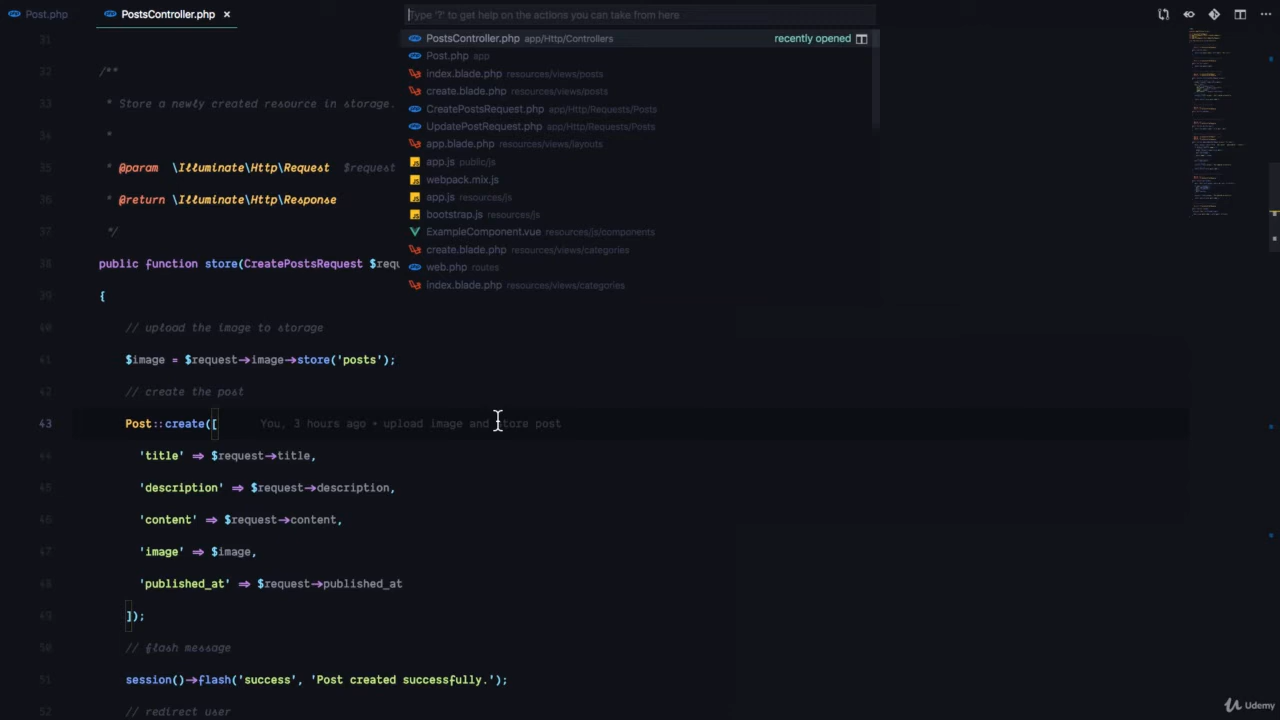 Post.php
PostsController.php ×
Type '?' to get help on the actions you can take from here
PostsController.php app/Http/Controllers recently opened
Post.php app
index.blade.php resources/views/posts
create.blade.php resources/views/posts
CreatePostsRequest.php app/Http/Requests/Posts
UpdatePostRequest.php app/Http/Requests/Posts
app.blade.php resources/views/layouts
app.js public/js
webpack.mix.js
app.js resources/js
bootstrap.js resources/js
ExampleComponent.vue resources/js/components
create.blade.php resources/views/categories
web.php routes
index.blade.php resources/views/categories
31
32 /**
33 * Store a newly created resource in storage.
34 *
35 * @param \Illuminate\Http\Request $request
36 * @return \Illuminate\Http\Response
37 */
38 public function store(CreatePostsRequest $requ
39 {
40 // upload the image to storage
41 $image = $request->image->store('posts');
42 // create the post
43 Post::create([ You, 3 hours ago • upload image and store post
44 'title' => $request->title,
45 'description' => $request->description,
46 'content' => $request->content,
47 'image' => $image,
48 'published_at' => $request->published_at
49 ]);
50 // flash message
51 session()->flash('success', 'Post created successfully.');
52 // redirect user
Udemy